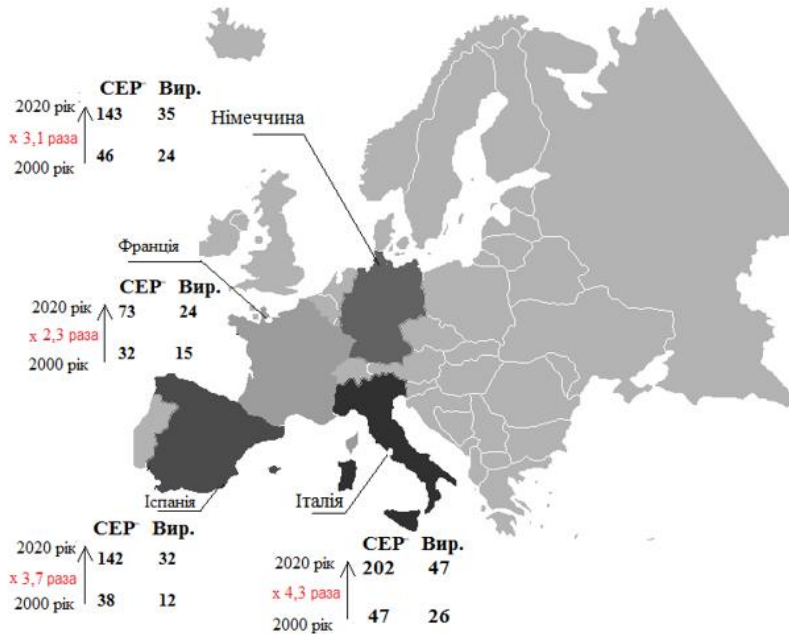 СЕР Вир.
2020 рік 143 35
х 3,1 раза
2000 рік 46 24
Німеччина
Франція
СЕР Вир.
2020 рік 73 24
х 2,3 раза
2000 рік 32 15
Іспанія
СЕР Вир.
2020 рік 142 32
х 3,7 раза
2000 рік 38 12
Італія
СЕР Вир.
2020 рік 202 47
х 4,3 раза
2000 рік 47 26